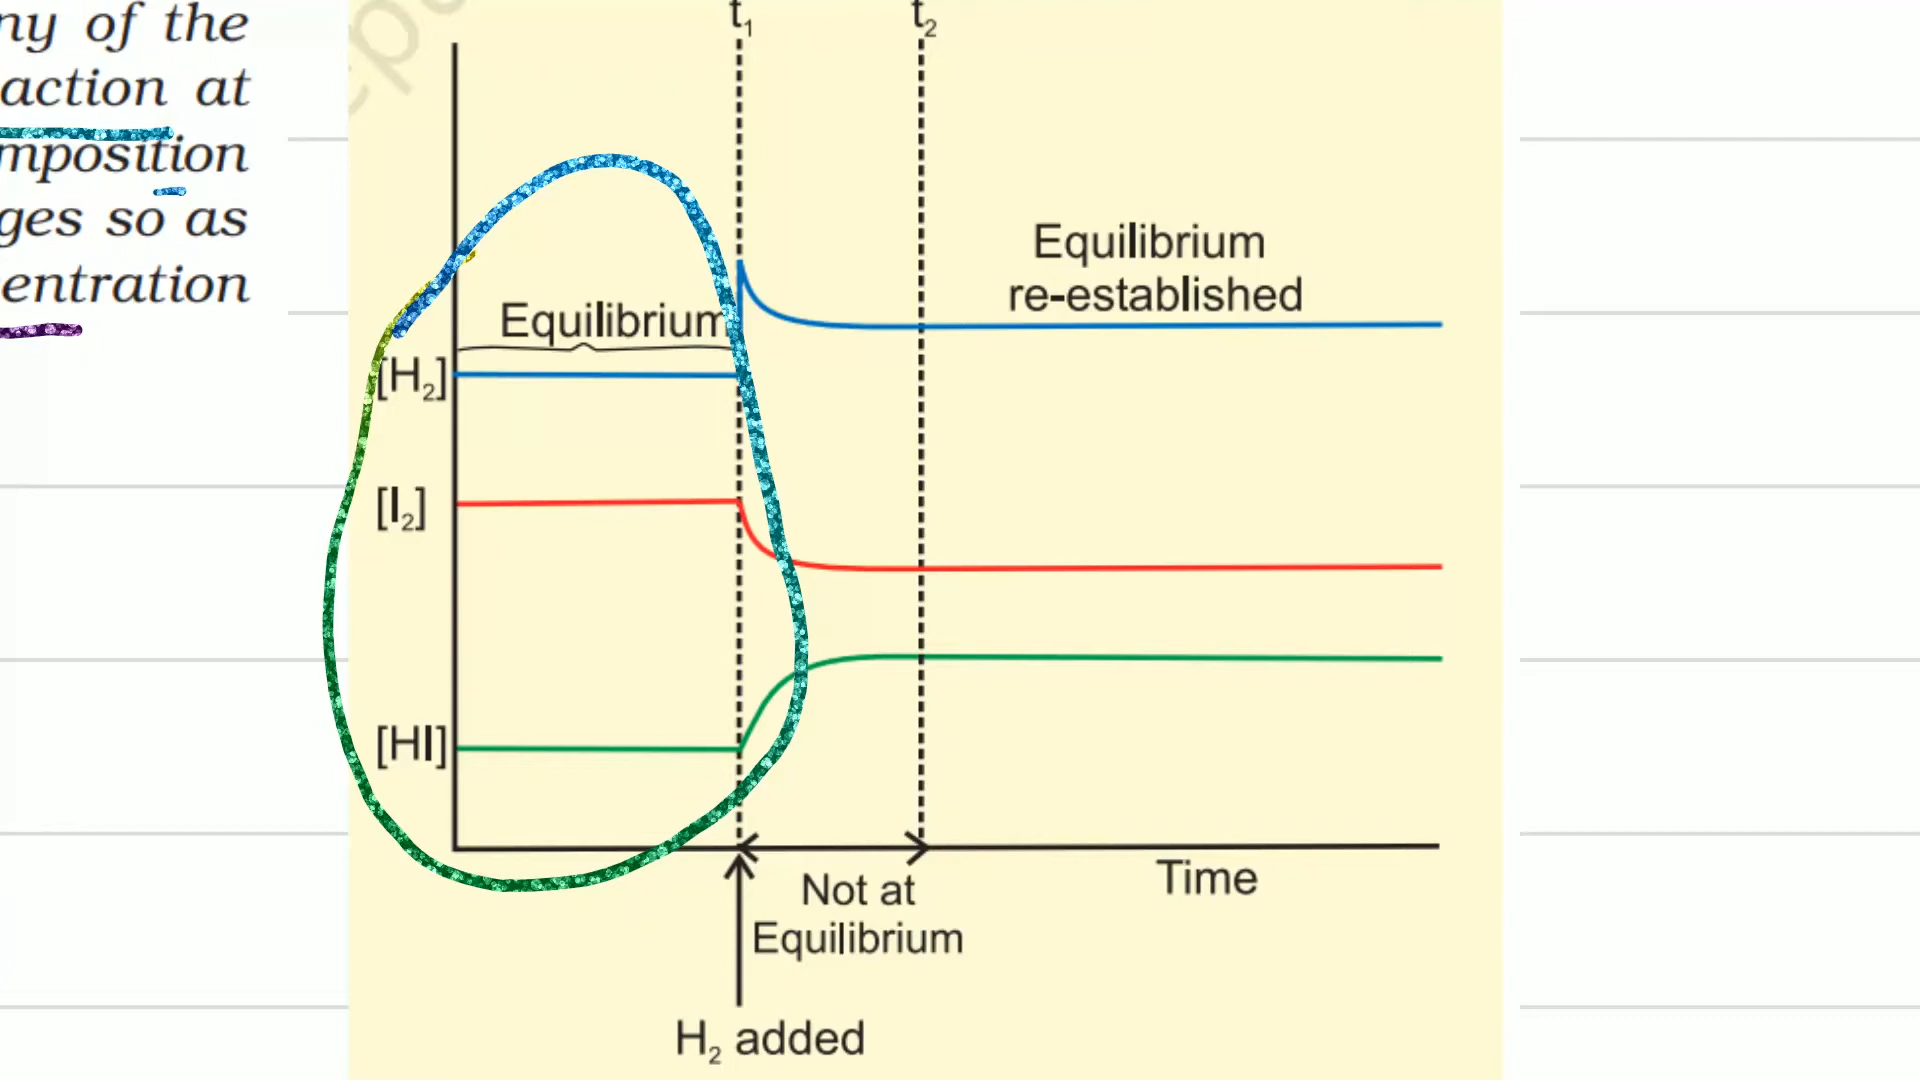 ny of the
action at
mposition
ges so as
entration
t₁ t₂
Equilibrium
re-established
Equilibrium
[H₂]
[I₂]
[HI]
Time
Not at
Equilibrium
H₂ added